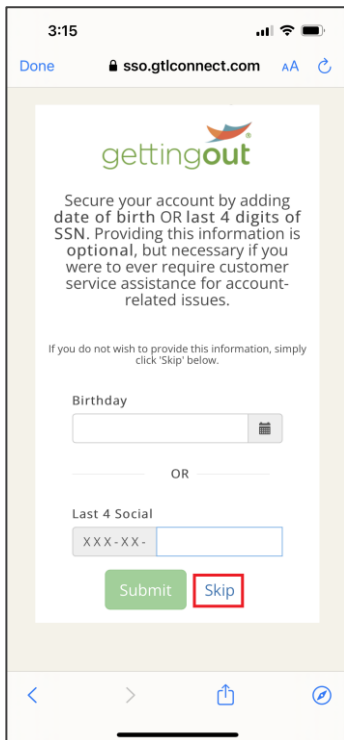 3:15
Done sso.gtlconnect.com AA
gettingout®
Secure your account by adding
date of birth OR last 4 digits of
SSN. Providing this information is
optional, but necessary if you
were to ever require customer
service assistance for account-
related issues.
If you do not wish to provide this information, simply
click 'Skip' below.
Birthday
OR
Last 4 Social
XXX-XX-
Submit Skip